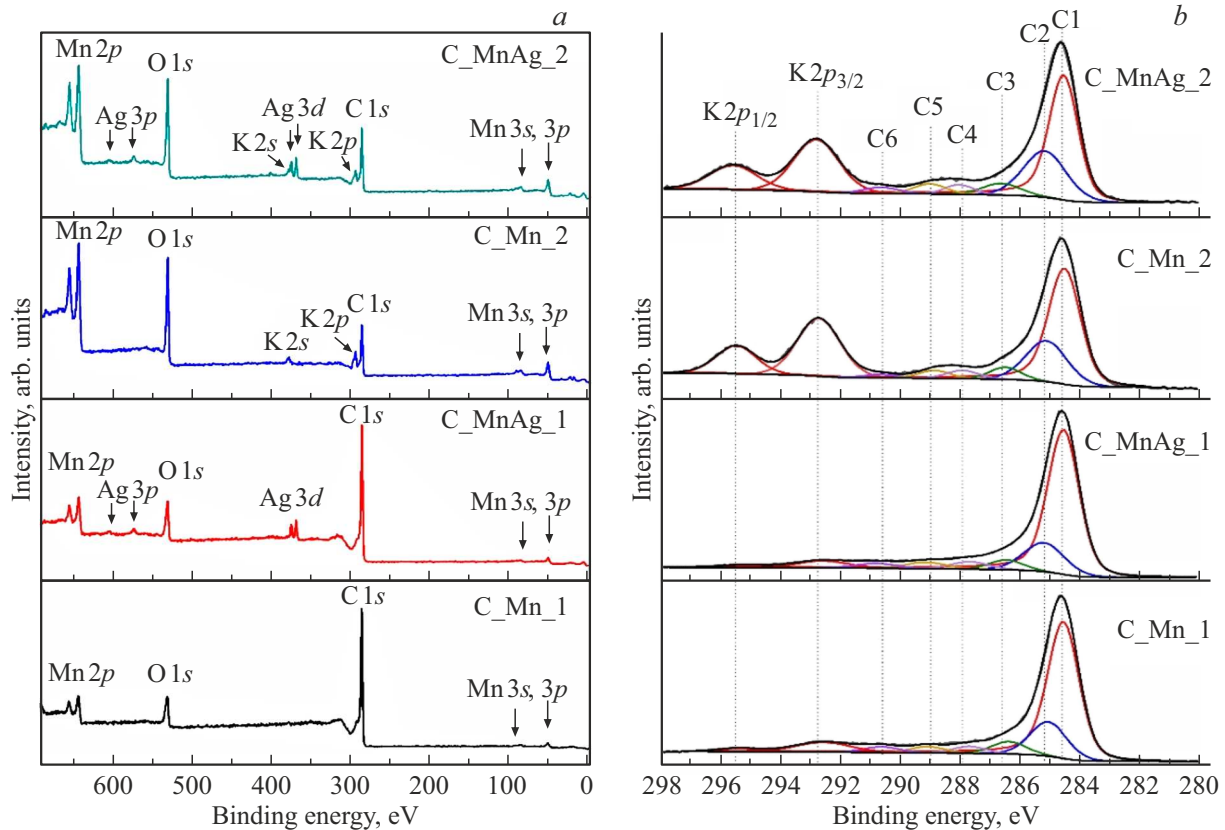 a
C_MnAg_2
Mn 2p
O 1s
Ag 3p
Ag 3d
K 2s
K 2p
C 1s
Mn 3s, 3p
C_Mn_2
Mn 2p
O 1s
K 2s
K 2p
C 1s
Mn 3s, 3p
C_MnAg_1
Mn 2p
Ag 3p
O 1s
Ag 3d
C 1s
Mn 3s, 3p
C_Mn_1
Mn 2p
O 1s
C 1s
Mn 3s, 3p
Intensity, arb. units
600 500 400 300 200 100 0
Binding energy, eV
b
C1
C2
C_MnAg_2
K2p3/2
C3
K2p1/2
C5
C6
C4
C_Mn_2
C_MnAg_1
C_Mn_1
Intensity, arb. units
298 296 294 292 290 288 286 284 282 280
Binding energy, eV